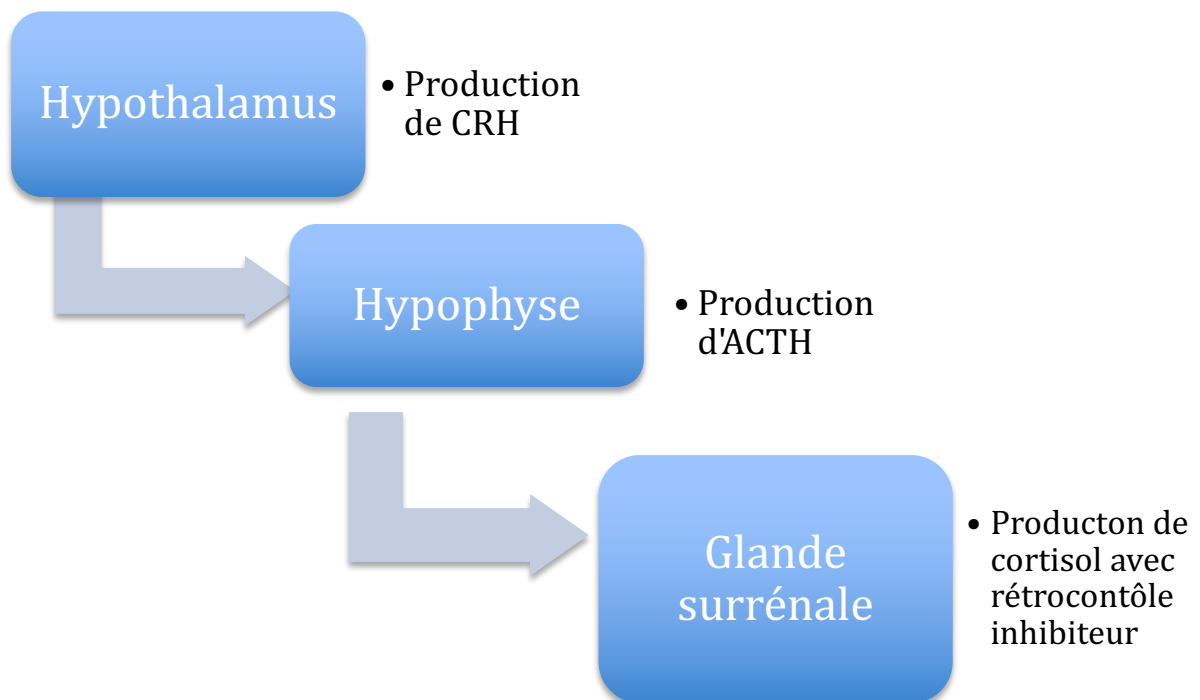 Hypothalamus
• Production
de CRH
Hypophyse
• Production
d'ACTH
Glande
surrénale
• Producton de
cortisol avec
rétrocontôle
inhibiteur